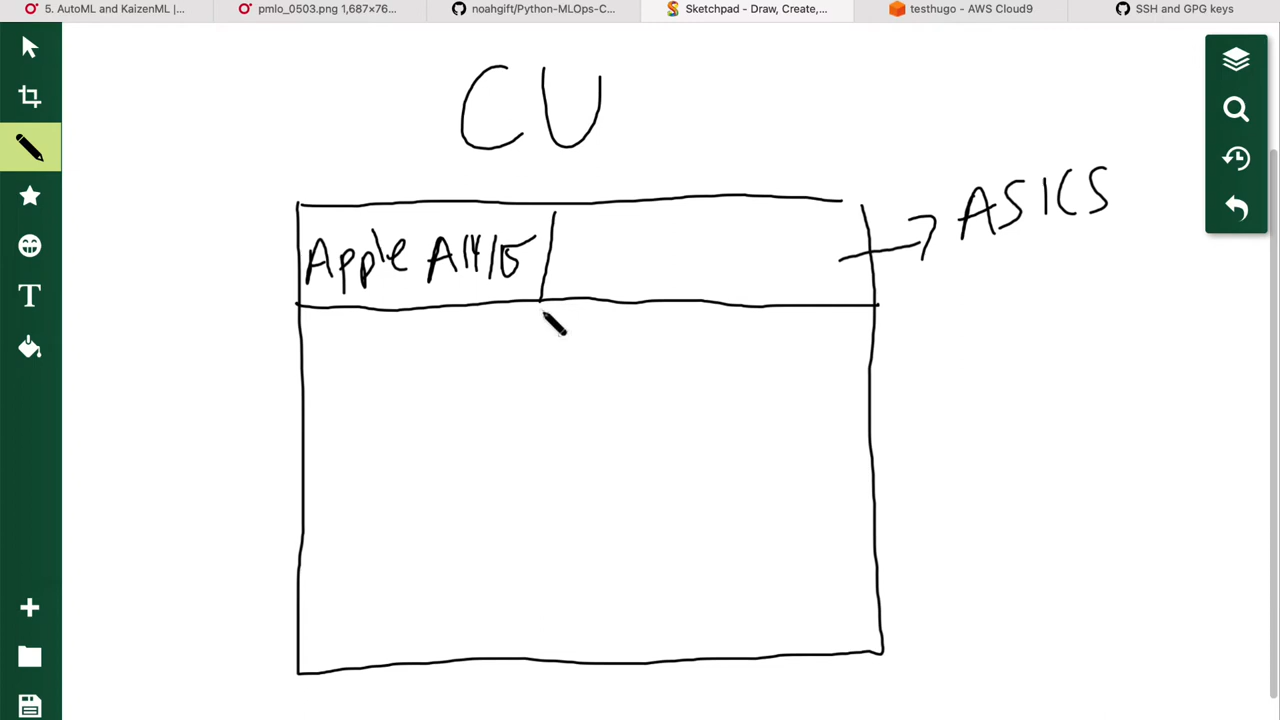 5. AutoML and KaizenML |...
pmlo_0503.png 1,687×76...
noahgift/Python-MLOps-C...
Sketchpad - Draw, Create,...
testhugo - AWS Cloud9
SSH and GPG keys
CU
ASICS
Apple A14/15
T